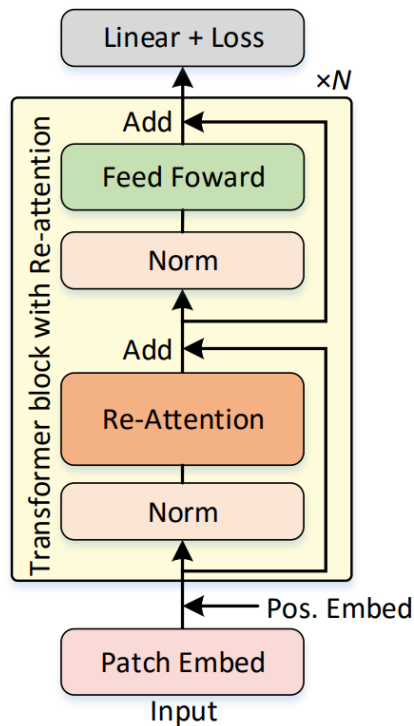 Linear + Loss
×N
Add
Feed Foward
Norm
Add
Re-Attention
Norm
Transformer block with Re-attention
Pos. Embed
Patch Embed
Input